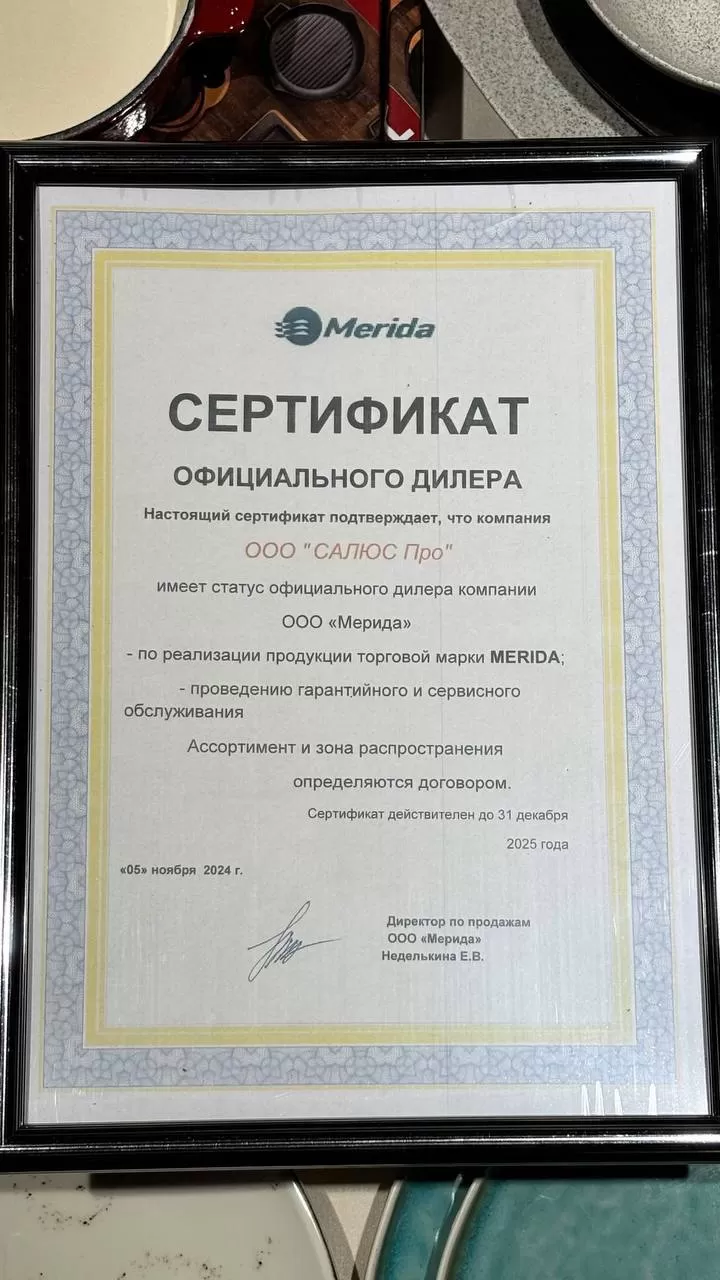 Merida
СЕРТИФИКАТ
ОФИЦИАЛЬНОГО ДИЛЕРА
Настоящий сертификат подтверждает, что компания
ООО "САЛЮС Про"
имеет статус официального дилера компании
ООО «Мерида»
- по реализации продукции торговой марки MERIDA;
- проведению гарантийного и сервисного
обслуживания
Ассортимент и зона распространения
определяются договором.
Сертификат действителен до 31 декабря
2025 года
«05» ноября 2024 г.
Директор по продажам
ООО «Мерида»
Неделькина Е.В.